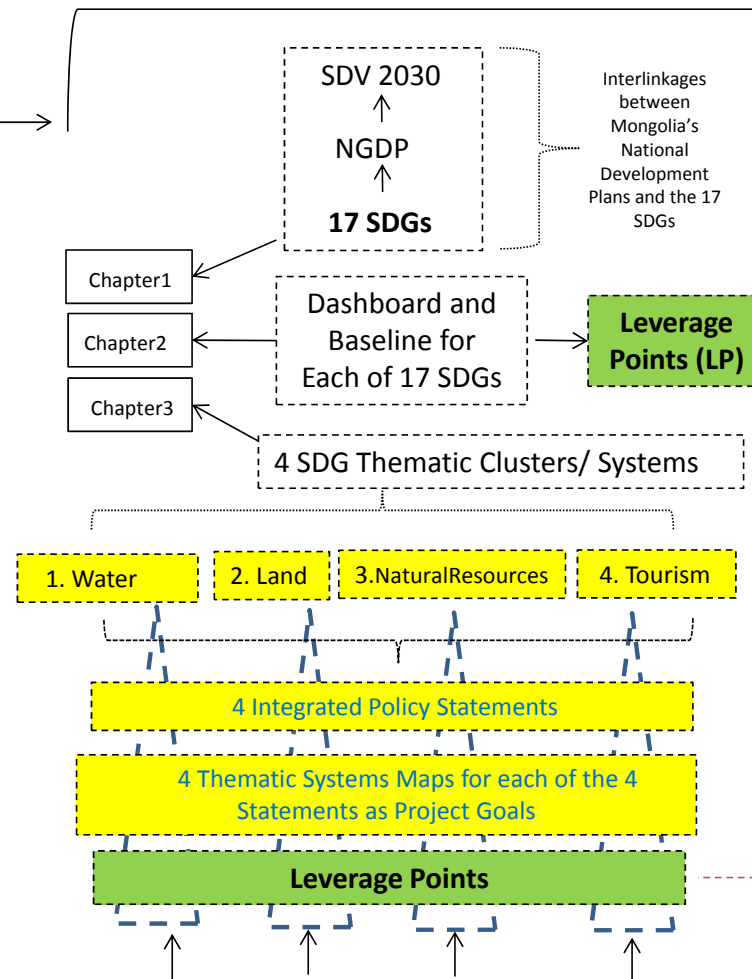 SDV 2030
NGDP
17 SDGs
Interlinkages
between
Mongolia's
National
Development
Plans and the 17
SDGs
Chapter1
Chapter2
Chapter3
Dashboard and
Baseline for
Each of 17 SDGs
Leverage
Points (LP)
4 SDG Thematic Clusters/ Systems
1. Water
2. Land
3.NaturalResources
4. Tourism
4 Integrated Policy Statements
4 Thematic Systems Maps for each of the 4
Statements as Project Goals
Leverage Points